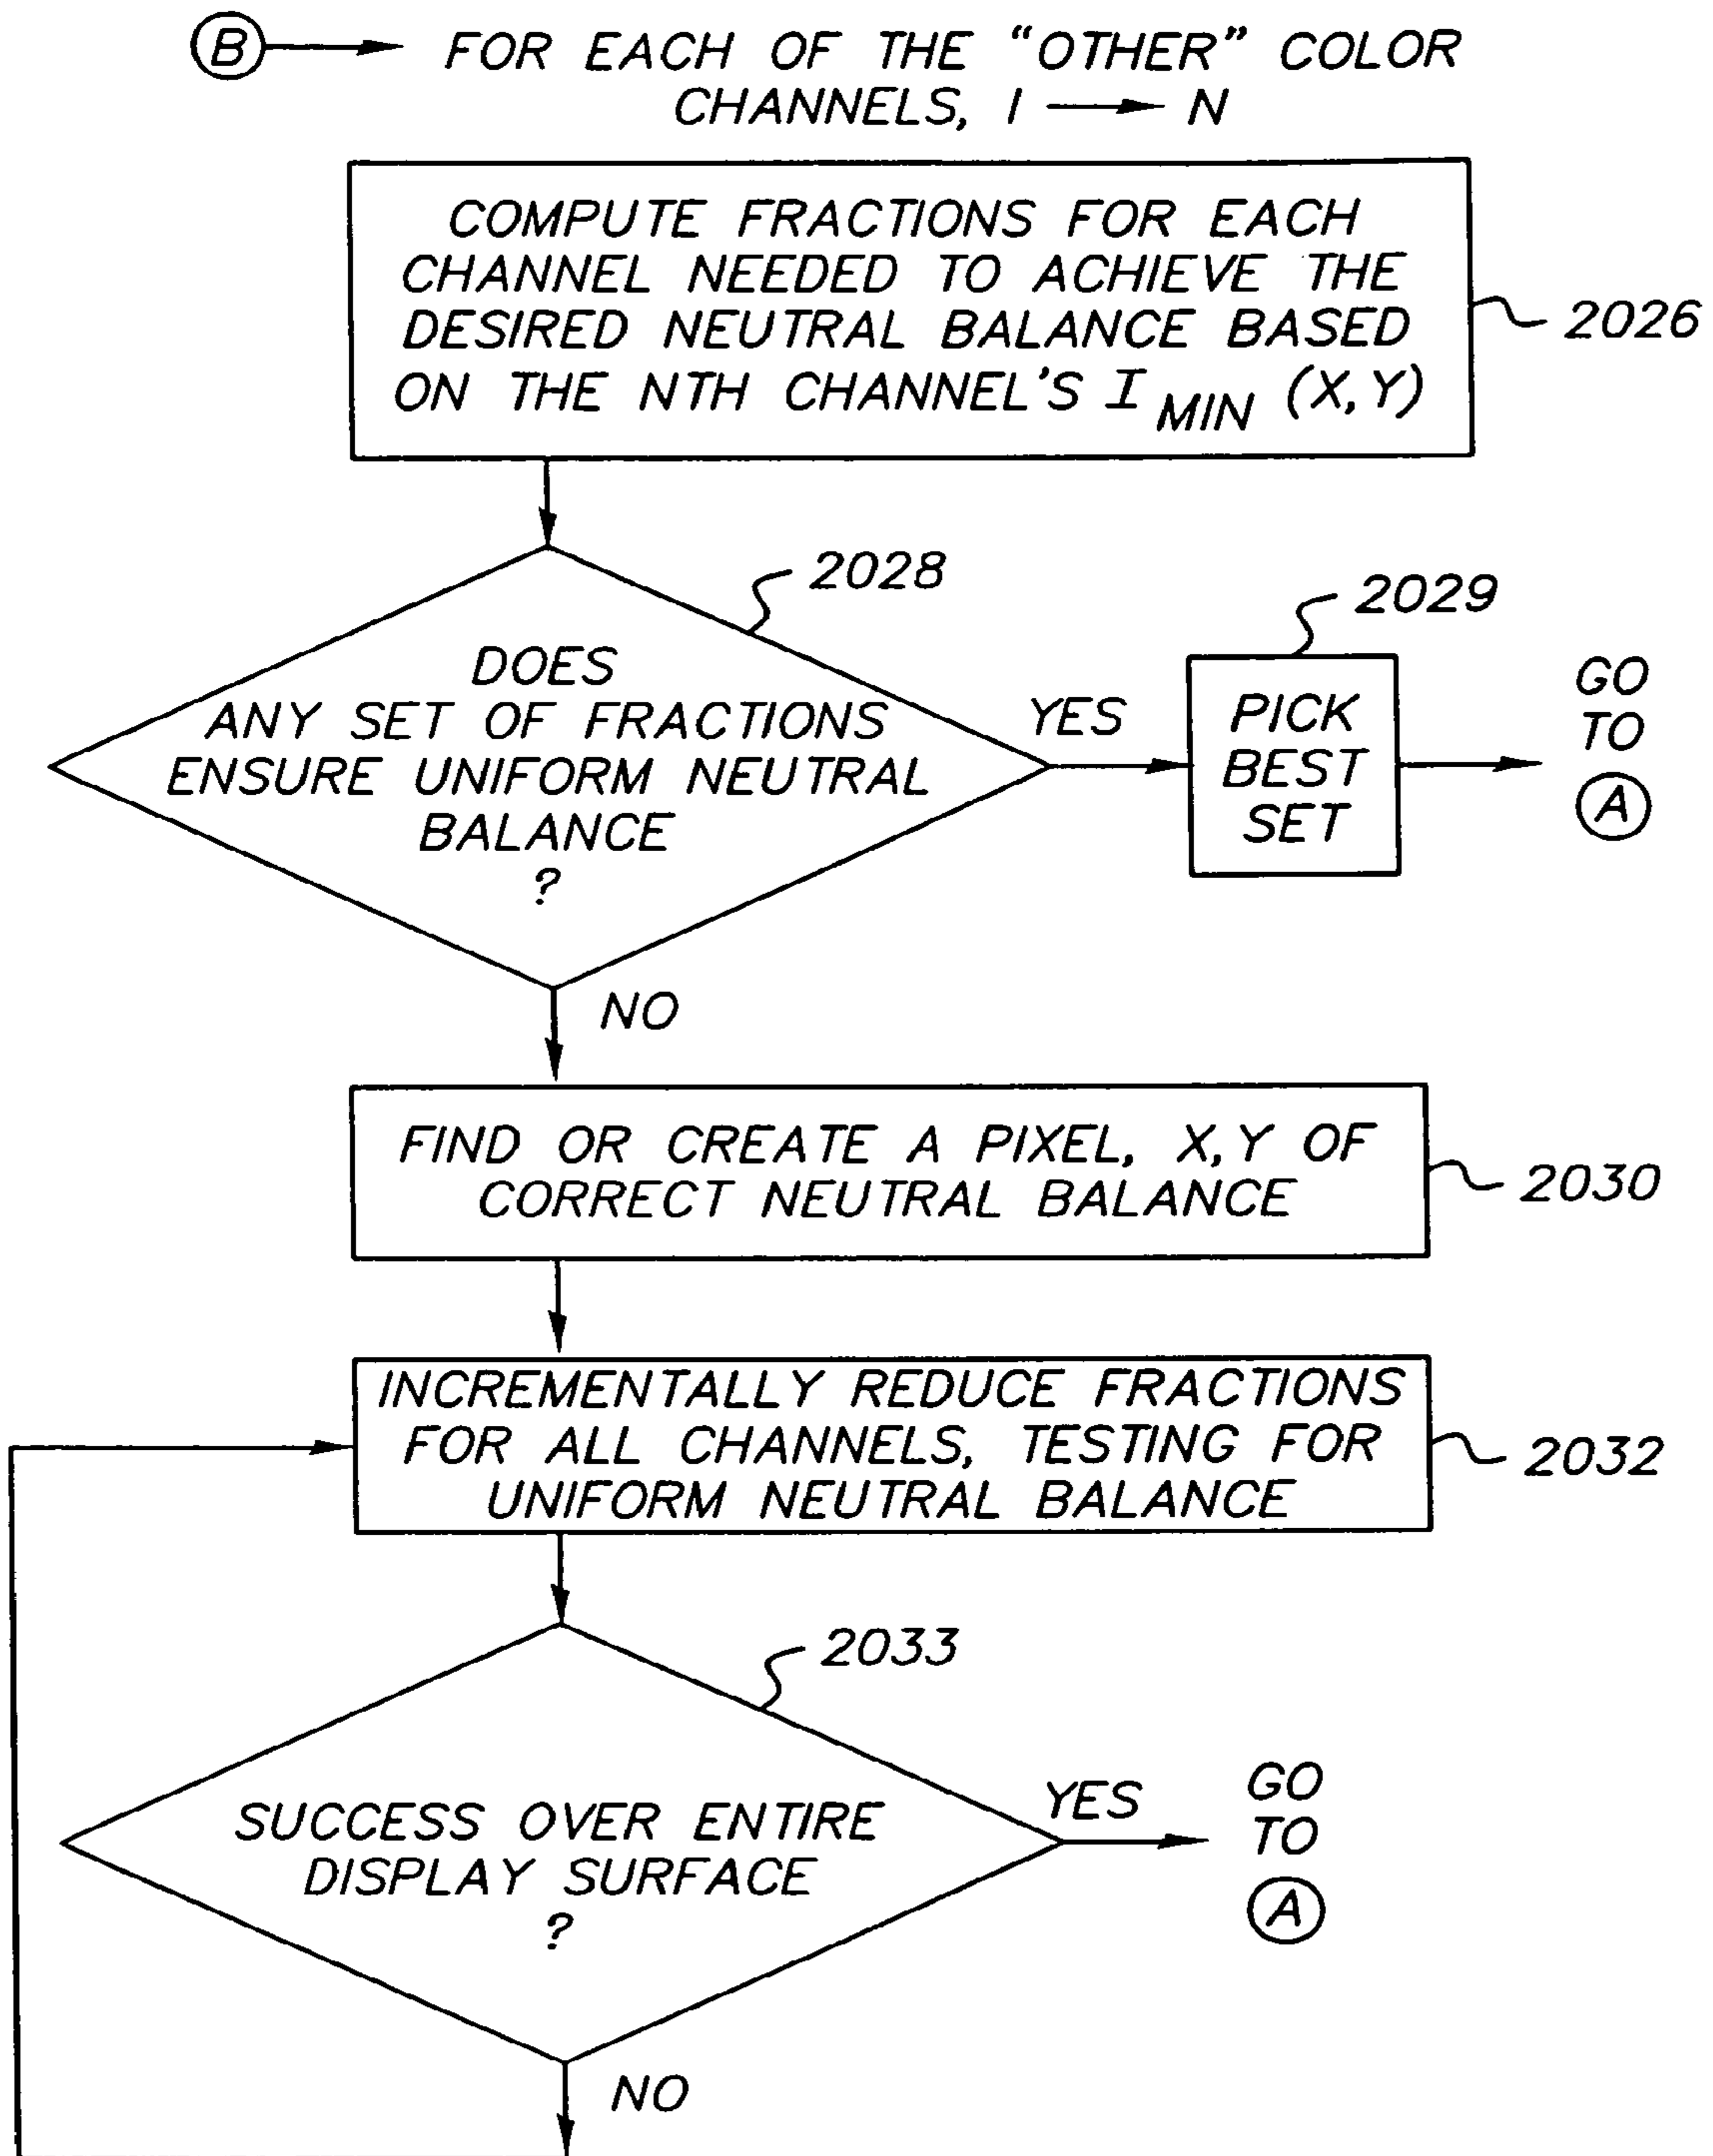 B FOR EACH OF THE "OTHER" COLOR
CHANNELS, I N
COMPUTE FRACTIONS FOR EACH
CHANNEL NEEDED TO ACHIEVE THE
DESIRED NEUTRAL BALANCE BASED
ON THE NTH CHANNEL'S I MIN (X,Y)
2026
2028
DOES
ANY SET OF FRACTIONS
ENSURE UNIFORM NEUTRAL
BALANCE
?
YES
2029
PICK
BEST
SET
GO
TO
A
NO
FIND OR CREATE A PIXEL, X,Y OF
CORRECT NEUTRAL BALANCE
2030
INCREMENTALLY REDUCE FRACTIONS
FOR ALL CHANNELS, TESTING FOR
UNIFORM NEUTRAL BALANCE
2032
2033
SUCCESS OVER ENTIRE
DISPLAY SURFACE
?
YES
GO
TO
A
NO